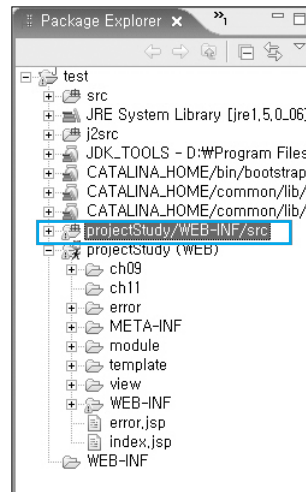 Package Explorer
test
src
JRE System Library [jre1,5,0_06]
j2src
JDK_TOOLS - D:₩Program Files
CATALINA_HOME/bin/bootstrap
CATALINA_HOME/common/lib/
CATALINA_HOME/common/lib/
projectStudy/WEB-INF/src
projectStudy (WEB)
ch09
ch11
error
META-INF
module
template
view
WEB-INF
error,jsp
index,jsp
WEB-INF